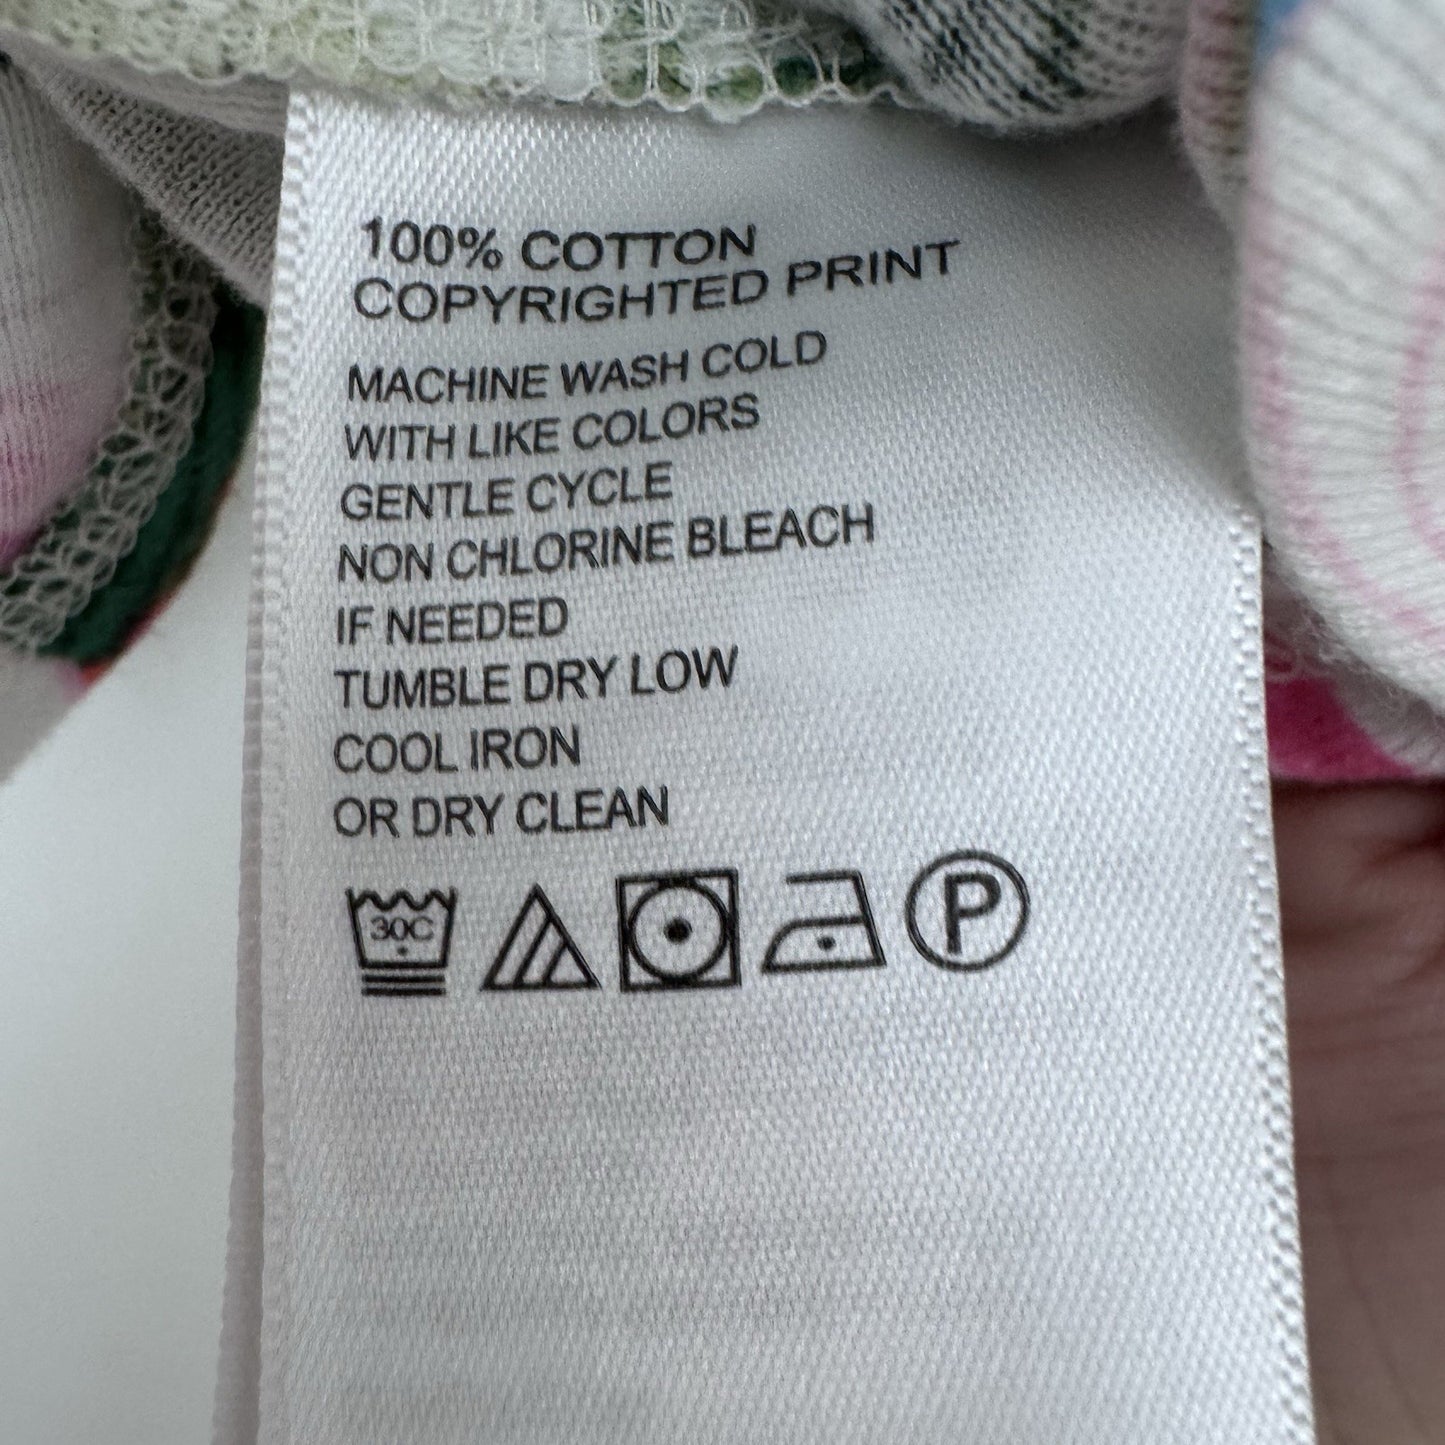 100% COTTON
COPYRIGHTED PRINT
MACHINE WASH COLD
WITH LIKE COLORS
GENTLE CYCLE
NON CHLORINE BLEACH
IF NEEDED
TUMBLE DRY LOW
COOL IRON
OR DRY CLEAN
30C P